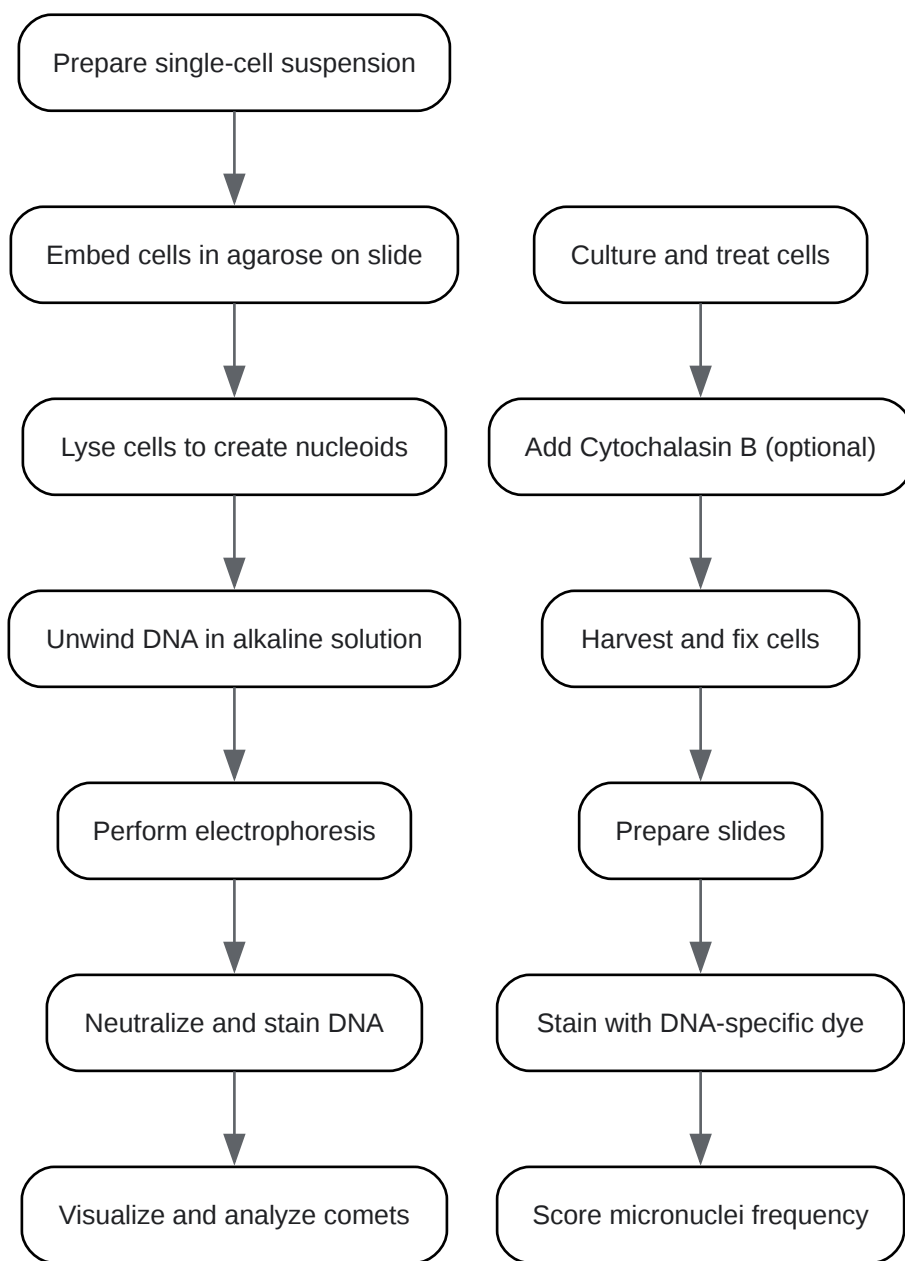 Prepare single-cell suspension
Embed cells in agarose on slide
Lyse cells to create nucleoids
Unwind DNA in alkaline solution
Perform electrophoresis
Neutralize and stain DNA
Visualize and analyze comets
Culture and treat cells
Add Cytochalasin B (optional)
Harvest and fix cells
Prepare slides
Stain with DNA-specific dye
Score micronuclei frequency